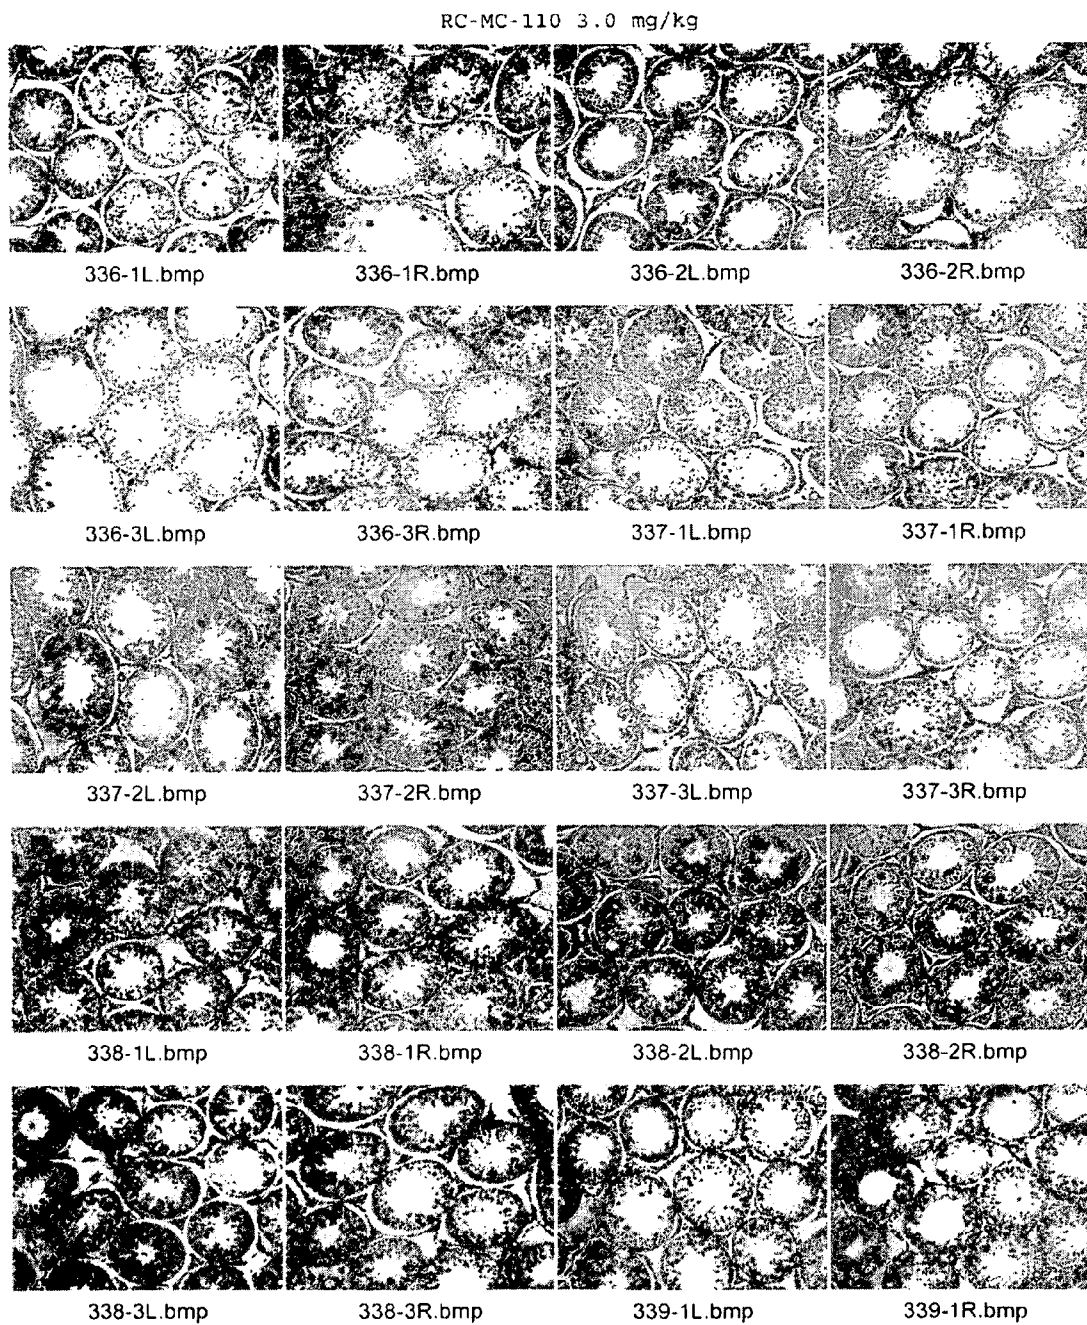 RC-MC-110 3.0 mg/kg
336-1L.bmp 336-1R.bmp 336-2L.bmp 336-2R.bmp
336-3L.bmp 336-3R.bmp 337-1L.bmp 337-1R.bmp
337-2L.bmp 337-2R.bmp 337-3L.bmp 337-3R.bmp
338-1L.bmp 338-1R.bmp 338-2L.bmp 338-2R.bmp
338-3L.bmp 338-3R.bmp 339-1L.bmp 339-1R.bmp